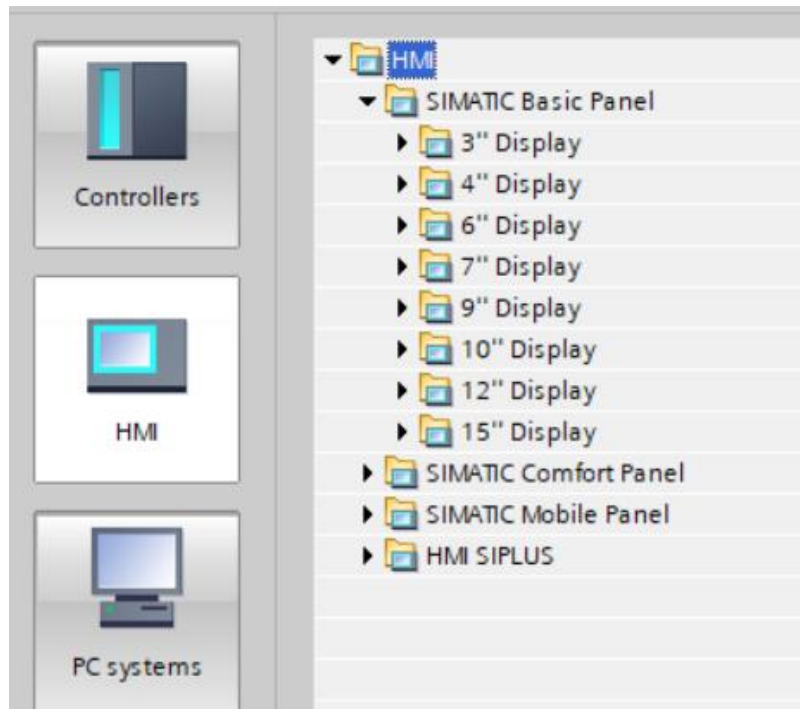 Controllers
HMI
PC systems
HMI
SIMATIC Basic Panel
3" Display
4" Display
6" Display
7" Display
9" Display
10" Display
12" Display
15" Display
SIMATIC Comfort Panel
SIMATIC Mobile Panel
HMI SIPLUS